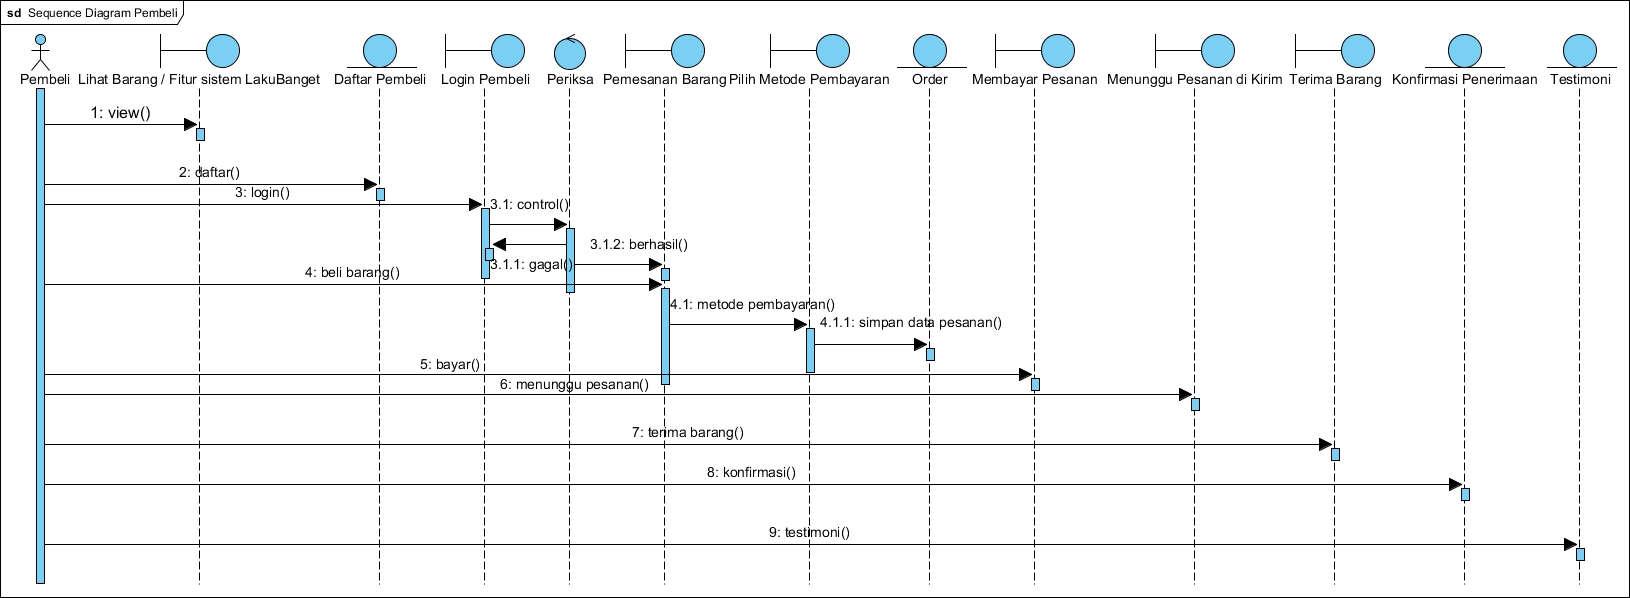 sd Sequence Diagram Pembeli
Pembeli
Lihat Barang / Fitur sistem LakuBanget
Daftar Pembeli
Login Pembeli
Periksa
Pemesanan Barang
Pilih Metode Pembayaran
Order
Membayar Pesanan
Menunggu Pesanan di Kirim
Terima Barang
Konfirmasi Penerimaan
Testimoni
1: view()
2: daftar()
3: login()
3.1: control()
3.1.2: berhasil()
3.1.1: gagal()
4: beli barang()
4.1: metode pembayaran()
4.1.1: simpan data pesanan()
5: bayar()
6: menunggu pesanan()
7: terima barang()
8: konfirmasi()
9: testimoni()